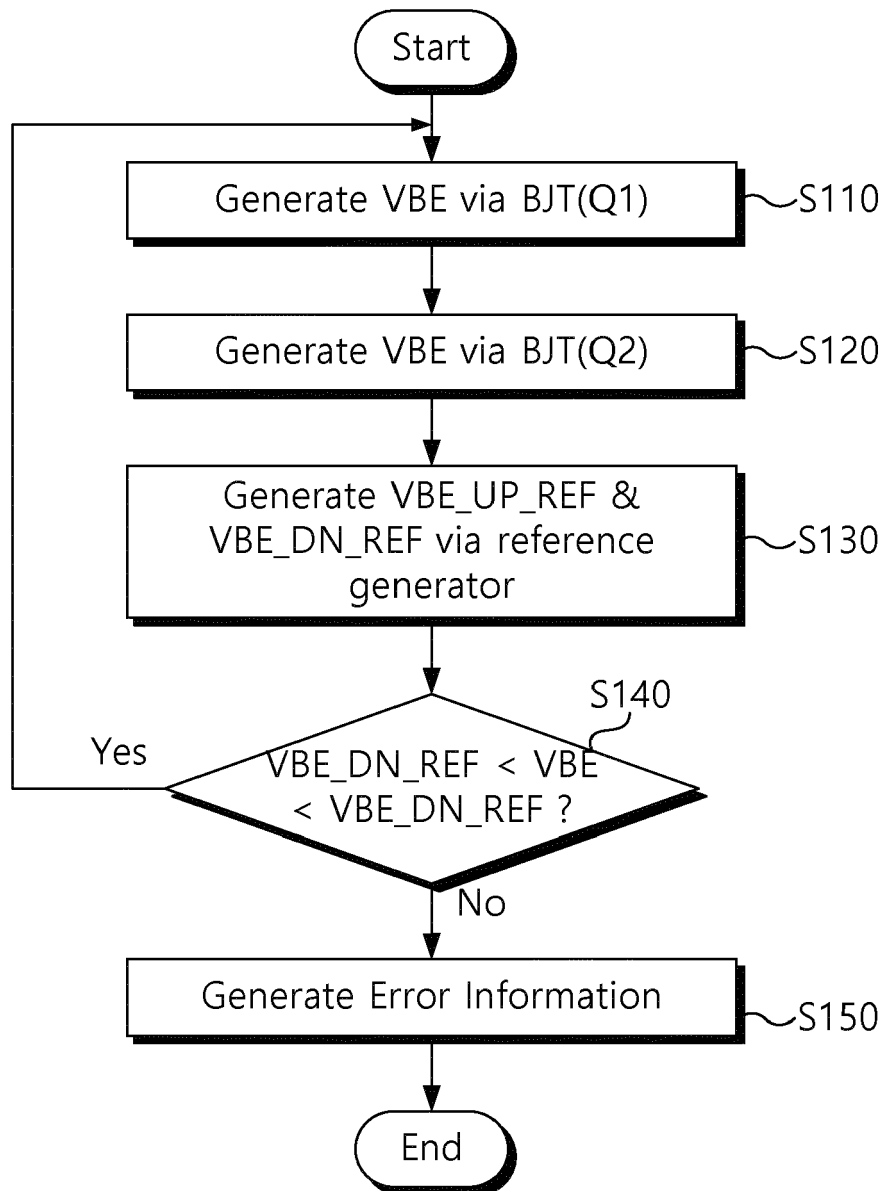 Start
Generate VBE via BJT(Q1)
S110
Generate VBE via BJT(Q2)
S120
Generate VBE_UP_REF &
VBE_DN_REF via reference
generator
S130
S140
Yes
VBE_DN_REF < VBE
< VBE_DN_REF ?
No
Generate Error Information
S150
End